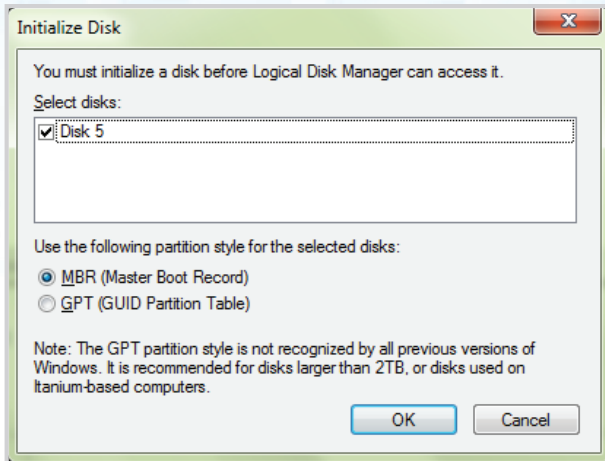 Initialize Disk
You must initialize a disk before Logical Disk Manager can access it.
Select disks:
Disk 5
Use the following partition style for the selected disks:
MBR (Master Boot Record)
GPT (GUID Partition Table)
Note: The GPT partition style is not recognized by all previous versions of
Windows. It is recommended for disks larger than 2TB, or disks used on
Itanium-based computers.
OK Cancel